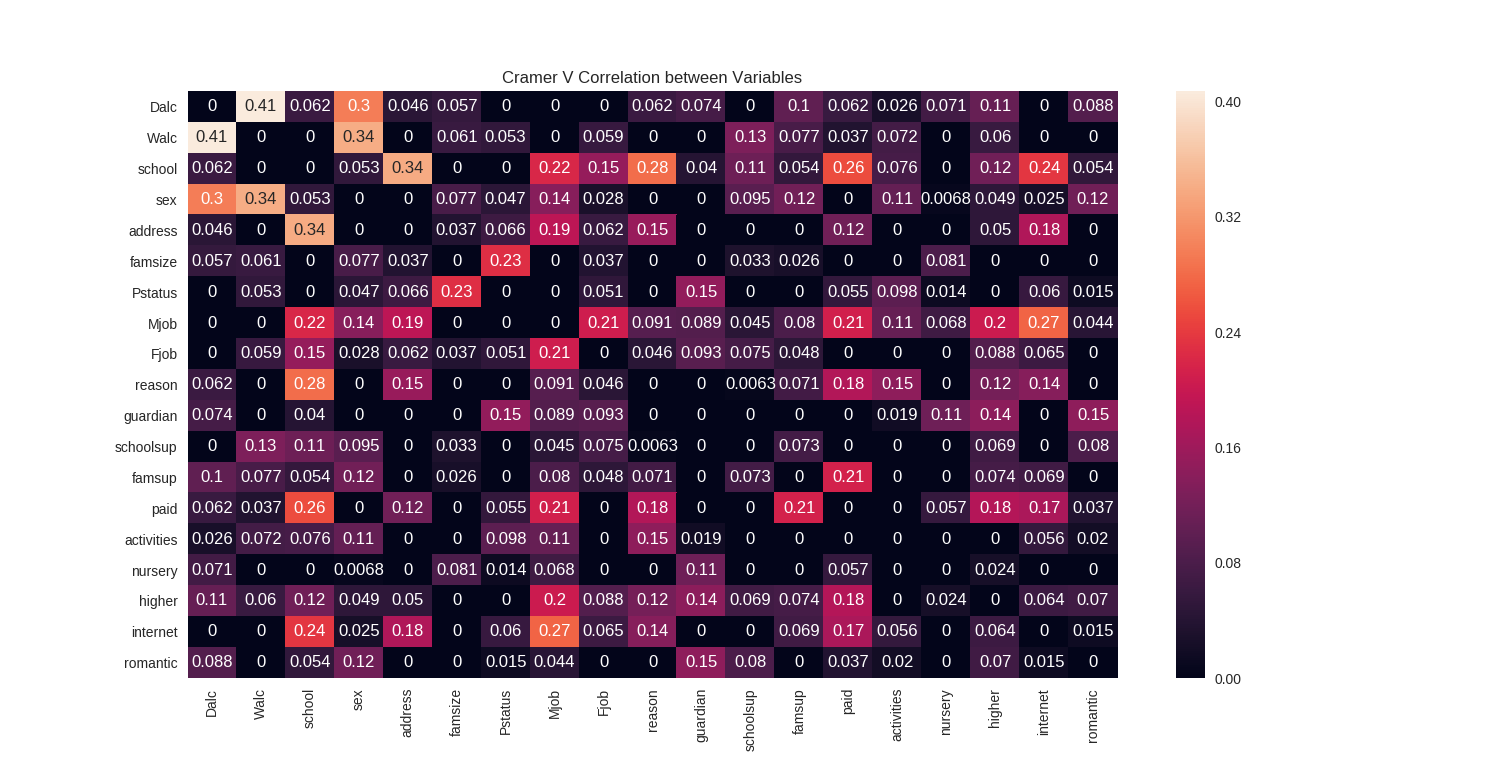 Cramer V Correlation between Variables
Dalc 0 0.41 0.062 0.3 0.046 0.057 0 0 0 0.062 0.074 0 0.1 0.062 0.026 0.071 0.11 0 0.088
Walc 0.41 0 0 0.34 0 0.061 0.053 0 0.059 0 0 0.13 0.077 0.037 0.072 0 0.06 0 0
school 0.062 0 0 0.053 0.34 0 0 0.22 0.15 0.28 0.04 0.11 0.054 0.26 0.076 0 0.12 0.24 0.054
sex 0.3 0.34 0.053 0 0 0.077 0.047 0.14 0.028 0 0 0.095 0.12 0 0.11 0.0068 0.049 0.025 0.12
address 0.046 0 0.34 0 0 0.037 0.066 0.19 0.062 0.15 0 0 0 0.12 0 0 0.05 0.18 0
famsize 0.057 0.061 0 0.077 0.037 0 0.23 0 0.037 0 0 0.033 0.026 0 0 0.081 0 0 0
Pstatus 0 0.053 0 0.047 0.066 0.23 0 0 0.051 0 0.15 0 0 0.055 0.098 0.014 0 0.06 0.015
Mjob 0 0 0.22 0.14 0.19 0 0 0 0.21 0.091 0.089 0.045 0.08 0.21 0.11 0.068 0.2 0.27 0.044
Fjob 0 0.059 0.15 0.028 0.062 0.037 0.051 0.21 0 0.046 0.093 0.075 0.048 0 0 0 0.088 0.065 0
reason 0.062 0 0.28 0 0.15 0 0 0.091 0.046 0 0 0.0063 0.071 0.18 0.15 0 0.12 0.14 0
guardian 0.074 0 0.04 0 0 0 0.15 0.089 0.093 0 0 0 0 0 0.019 0.11 0.14 0 0.15
schoolsup 0 0.13 0.11 0.095 0 0.033 0 0.045 0.075 0.0063 0 0 0.073 0 0 0 0.069 0 0.08
famsup 0.1 0.077 0.054 0.12 0 0.026 0 0.08 0.048 0.071 0 0.073 0 0.21 0 0 0.074 0.069 0
paid 0.062 0.037 0.26 0 0.12 0 0.055 0.21 0 0.18 0 0 0.21 0 0 0.057 0.18 0.17 0.037
activities 0.026 0.072 0.076 0.11 0 0 0.098 0.11 0 0.15 0.019 0 0 0 0 0 0 0.056 0.02
nursery 0.071 0 0 0.0068 0 0.081 0.014 0.068 0 0 0.11 0 0 0.057 0 0 0.024 0 0
higher 0.11 0.06 0.12 0.049 0.05 0 0 0.2 0.088 0.12 0.14 0.069 0.074 0.18 0 0.024 0 0.064 0.07
internet 0 0 0.24 0.025 0.18 0 0.06 0.27 0.065 0.14 0 0 0.069 0.17 0.056 0 0.064 0 0.015
romantic 0.088 0 0.054 0.12 0 0 0.015 0.044 0 0 0.15 0.08 0 0.037 0.02 0 0.07 0.015 0
Dalc Walc school sex address famsize Pstatus Mjob Fjob reason guardian schoolsup famsup paid activities nursery higher internet romantic
0.40
0.32
0.24
0.16
0.08
0.00